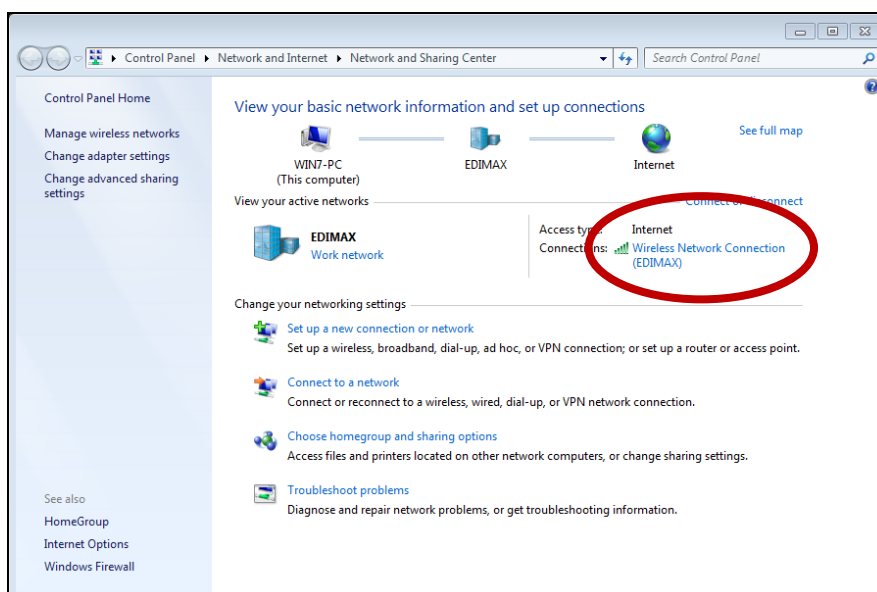 Control Panel Network and Internet Network and Sharing Center Search Control Panel
Control Panel Home
Manage wireless networks
Change adapter settings
Change advanced sharing
settings
View your basic network information and set up connections
See full map
WIN7-PC
(This computer)
EDIMAX
Internet
View your active networks
Connect or disconnect
EDIMAX
Work network
Access type: Internet
Connections: Wireless Network Connection
(EDIMAX)
Change your networking settings
Set up a new connection or network
Set up a wireless, broadband, dial-up, ad hoc, or VPN connection; or set up a router or access point.
Connect to a network
Connect or reconnect to a wireless, wired, dial-up, or VPN network connection.
Choose homegroup and sharing options
Access files and printers located on other network computers, or change sharing settings.
Troubleshoot problems
Diagnose and repair network problems, or get troubleshooting information.
See also
HomeGroup
Internet Options
Windows Firewall